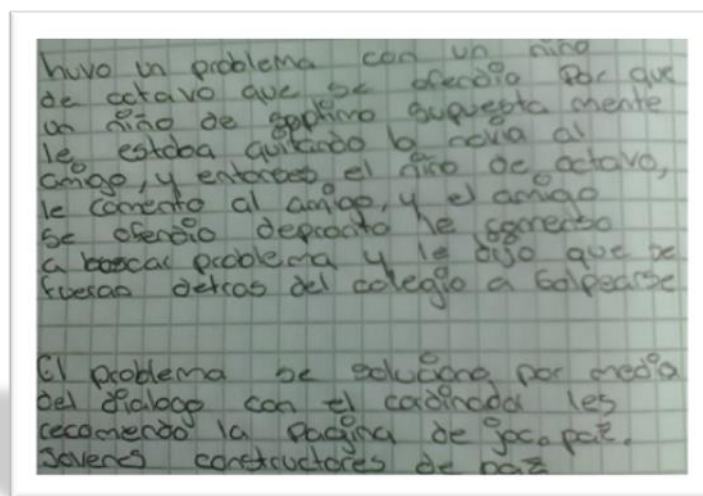 huvo un problema con un niño
de octavo que se ofendio Por que
un niño de septimo supuesta mente
le estaba quitando la novia al
amigo, y entonces el niño de octavo,
le comento al amigo, y el amigo
se ofendio depronto he comenso
a buscar problema y le dijo que se
fueran detras del colegio a Golpearse
El problema se soluciono por medio
del dialogo con el cordinador les
recomendo la pagina de joco paz.
Jovenes constructores de paz